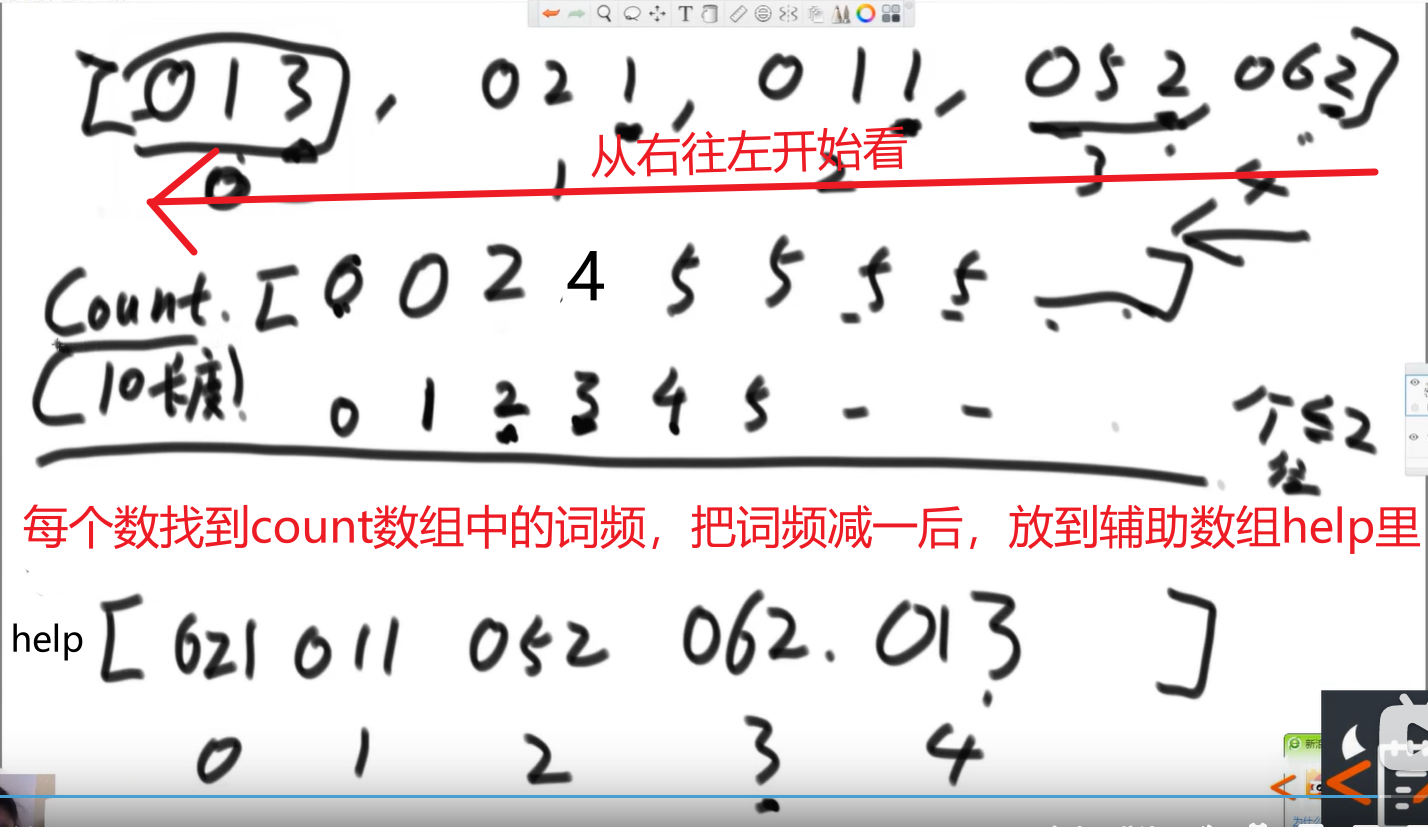 [013, 021, 011, 052 062]
从右往左开始看
0 1 2 3 4
Count. [0 0 2 4 5 5 5 5 ]
(10长度)
0 1 2 3 4 5 - -
个≤2
每个数找到count数组中的词频，把词频减一后，放到辅助数组help里
help [621 011 052 062. 013 ]
0 1 2 3 4